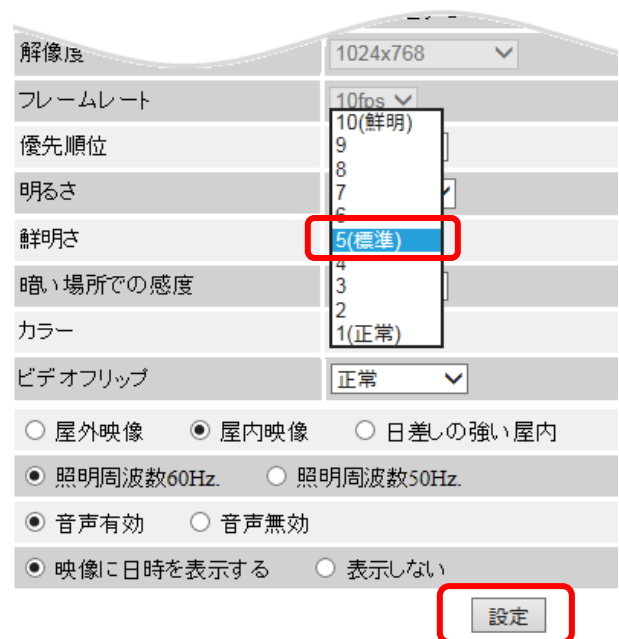 解像度 1024x768
フレームレート 10fps
10(鮮明)
優先順位 9
8
明るさ 7
6
鮮明さ 5(標準)
4
暗い場所での感度 3
2
カラー 1(正常)
ビデオフリップ 正常
屋外映像 屋内映像 日差しの強い屋内
照明周波数60Hz. 照明周波数50Hz.
音声有効 音声無効
映像に日時を表示する 表示しない
設定